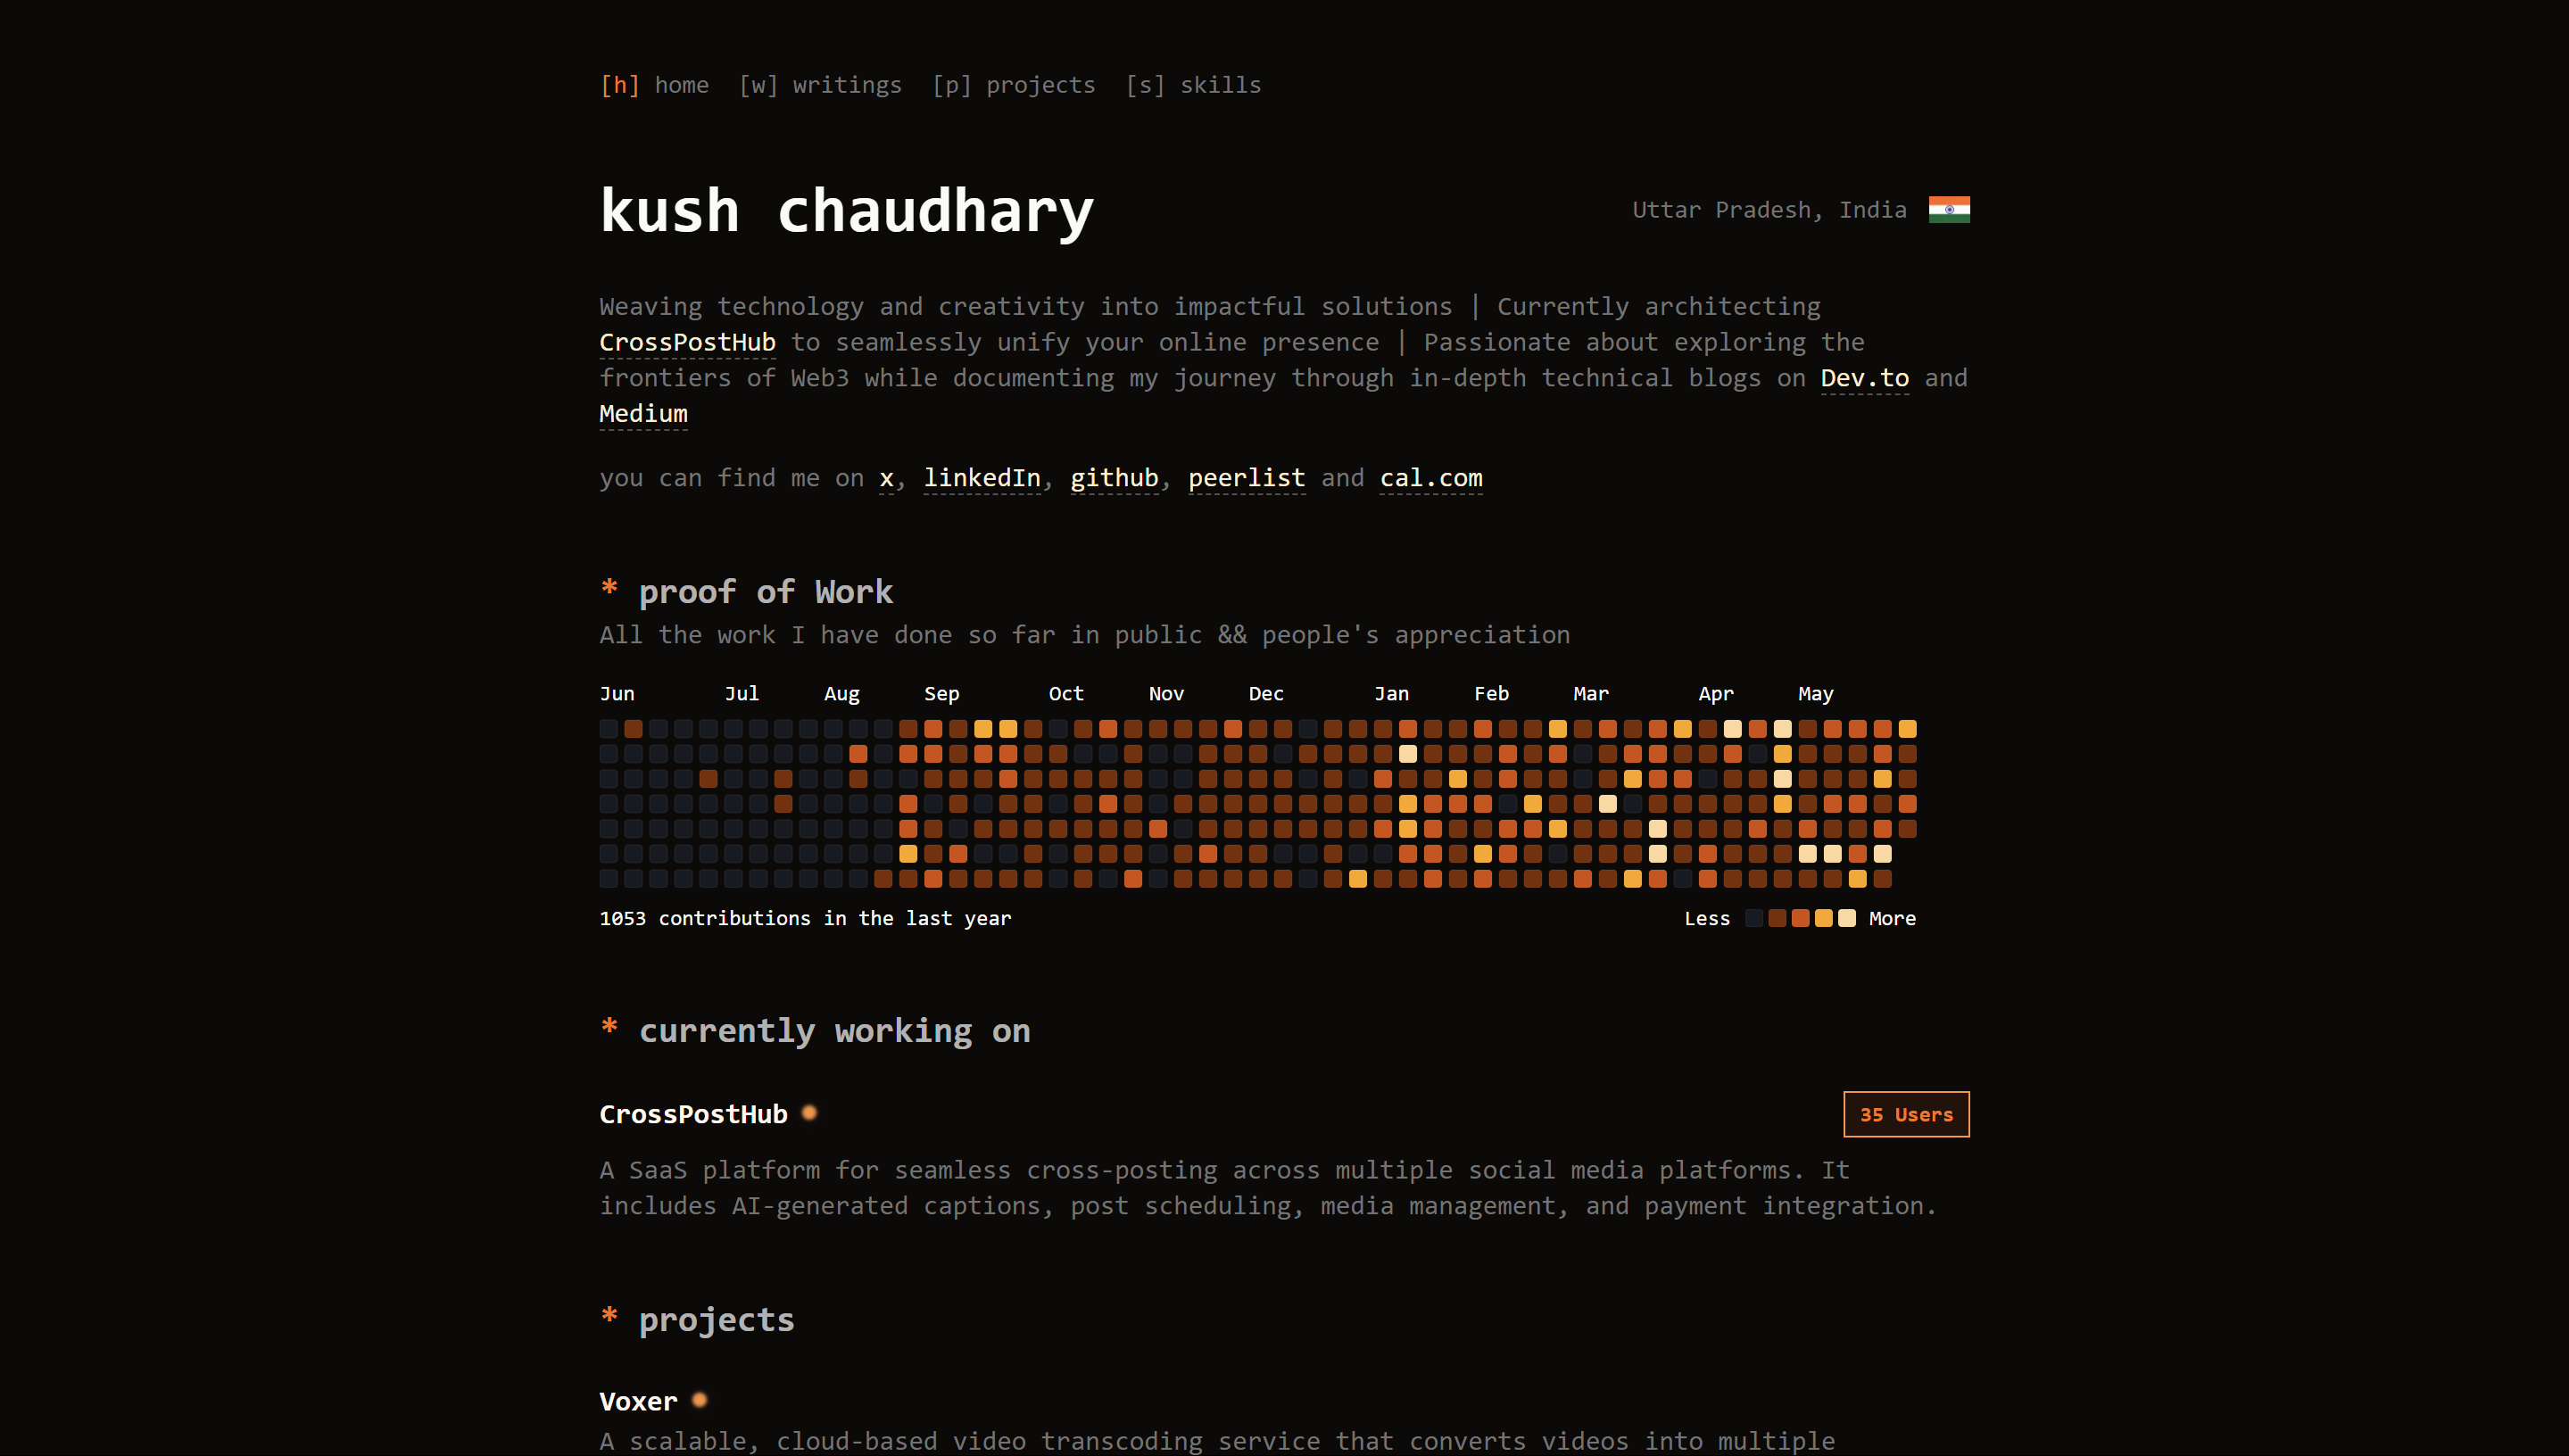 [h] home [w] writings [p] projects [s] skills
kush chaudhary
Uttar Pradesh, India
Weaving technology and creativity into impactful solutions | Currently architecting
CrossPostHub to seamlessly unify your online presence | Passionate about exploring the
frontiers of Web3 while documenting my journey through in-depth technical blogs on Dev.to and
Medium
you can find me on x, linkedIn, github, peerlist and cal.com
* proof of Work
All the work I have done so far in public && people's appreciation
Jun Jul Aug Sep Oct Nov Dec Jan Feb Mar Apr May
1053 contributions in the last year
Less More
* currently working on
CrossPostHub
35 Users
A SaaS platform for seamless cross-posting across multiple social media platforms. It
includes AI-generated captions, post scheduling, media management, and payment integration.
* projects
Voxer
A scalable, cloud-based video transcoding service that converts videos into multiple